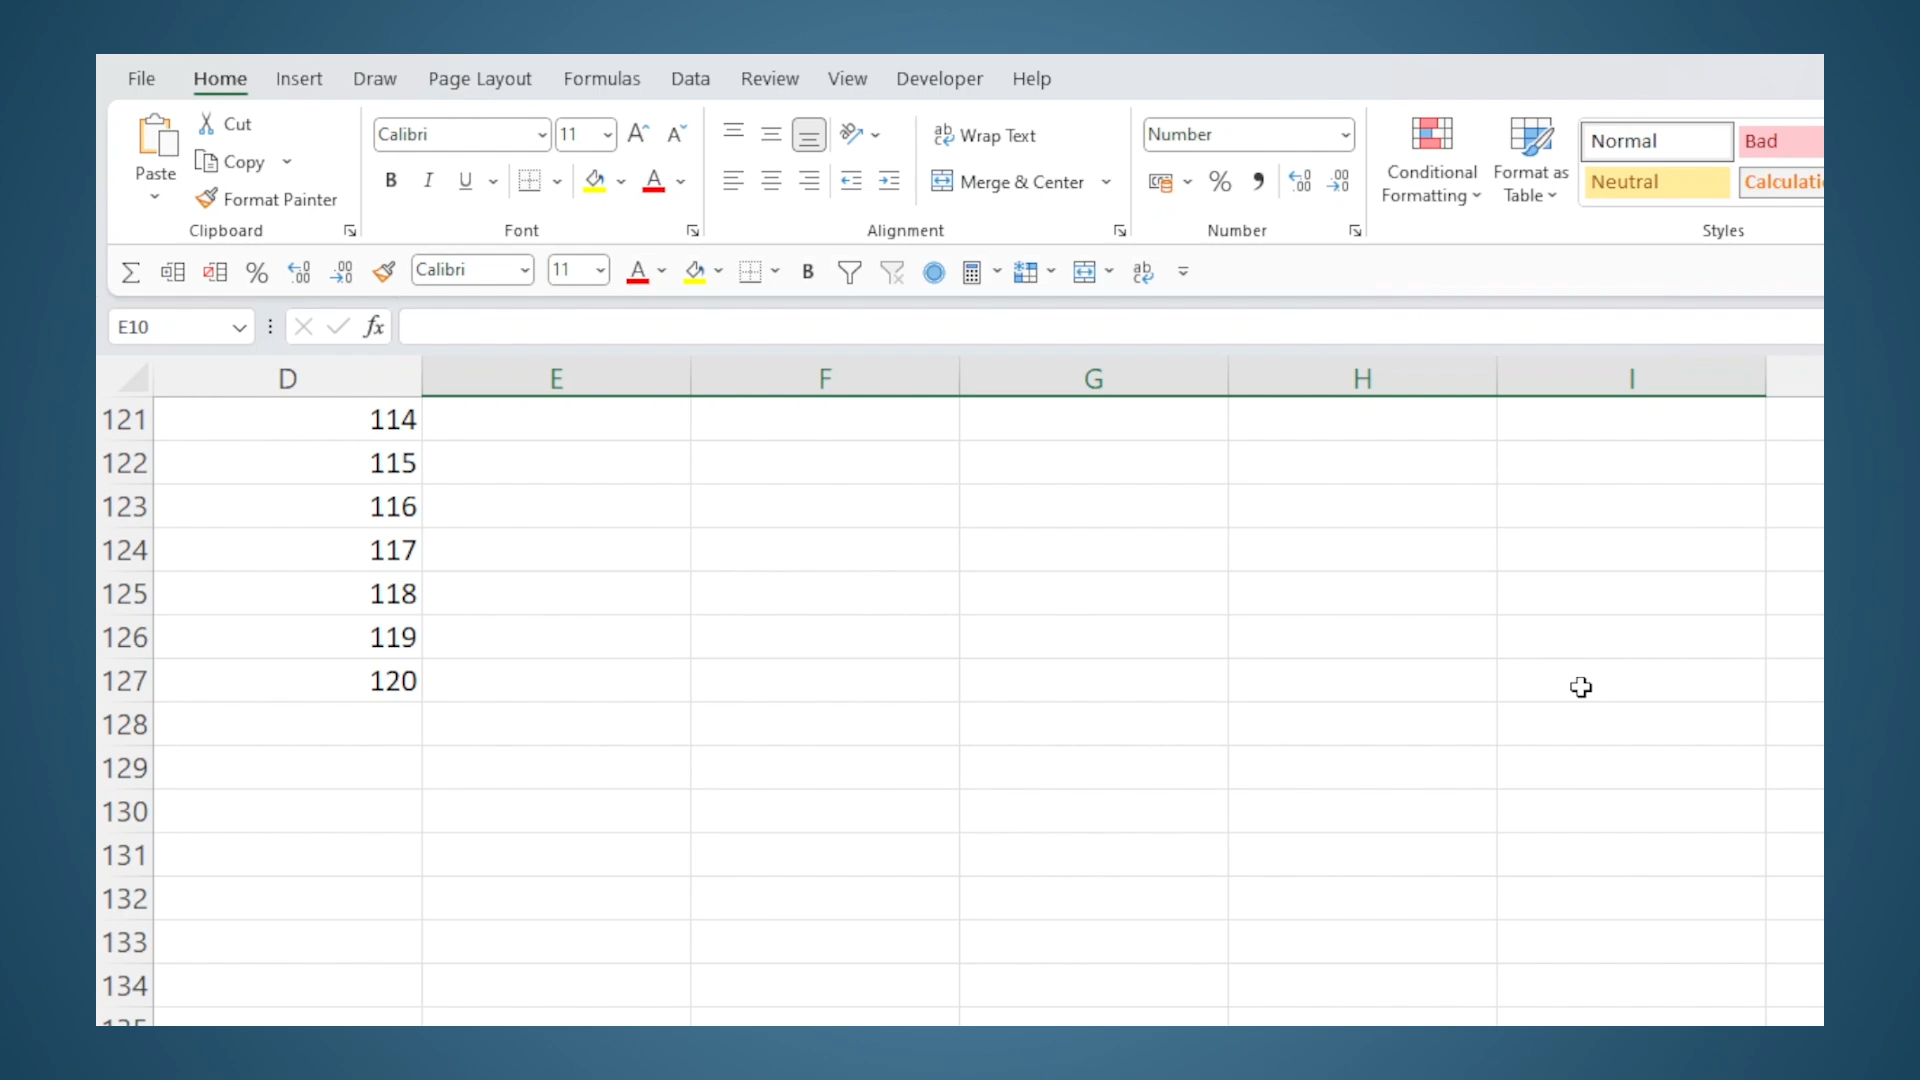 File Home Insert Draw Page Layout Formulas Data Review View Developer Help
Cut
Calibri 11 A A Wrap Text Number Normal Bad
Paste Copy Conditional Format as
B I U A Merge & Center % Formatting Table Neutral Calculati
Format Painter
Clipboard Font Alignment Number Styles
% Calibri 11 A B
E10 fx
D E F G H I
121 114
122 115
123 116
124 117
125 118
126 119
127 120
128
129
130
131
132
133
134